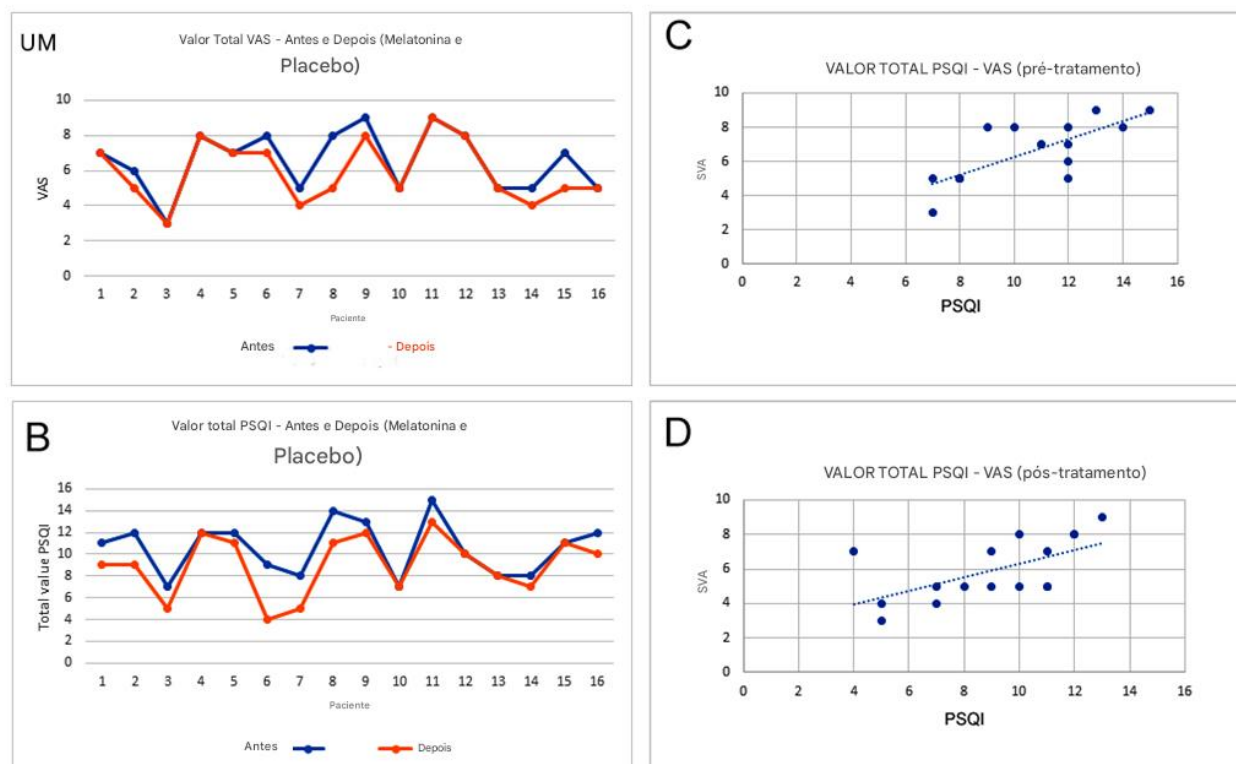 UM
Valor Total VAS - Antes e Depois (Melatonina e
Placebo)
VAS
10
8
6
4
2
0
1 2 3 4 5 6 7 8 9 10 11 12 13 14 15 16
Paciente
Antes - Depois
C
VALOR TOTAL PSQI - VAS (pré-tratamento)
SVA
10
8
6
4
2
0
0 2 4 6 8 10 12 14 16
PSQI
B
Valor total PSQI - Antes e Depois (Melatonina e
Placebo)
Total value PSQI
16
14
12
10
8
6
4
2
0
1 2 3 4 5 6 7 8 9 10 11 12 13 14 15 16
Paciente
Antes Depois
D
VALOR TOTAL PSQI - VAS (pós-tratamento)
SVA
10
8
6
4
2
0
0 2 4 6 8 10 12 14 16
PSQI